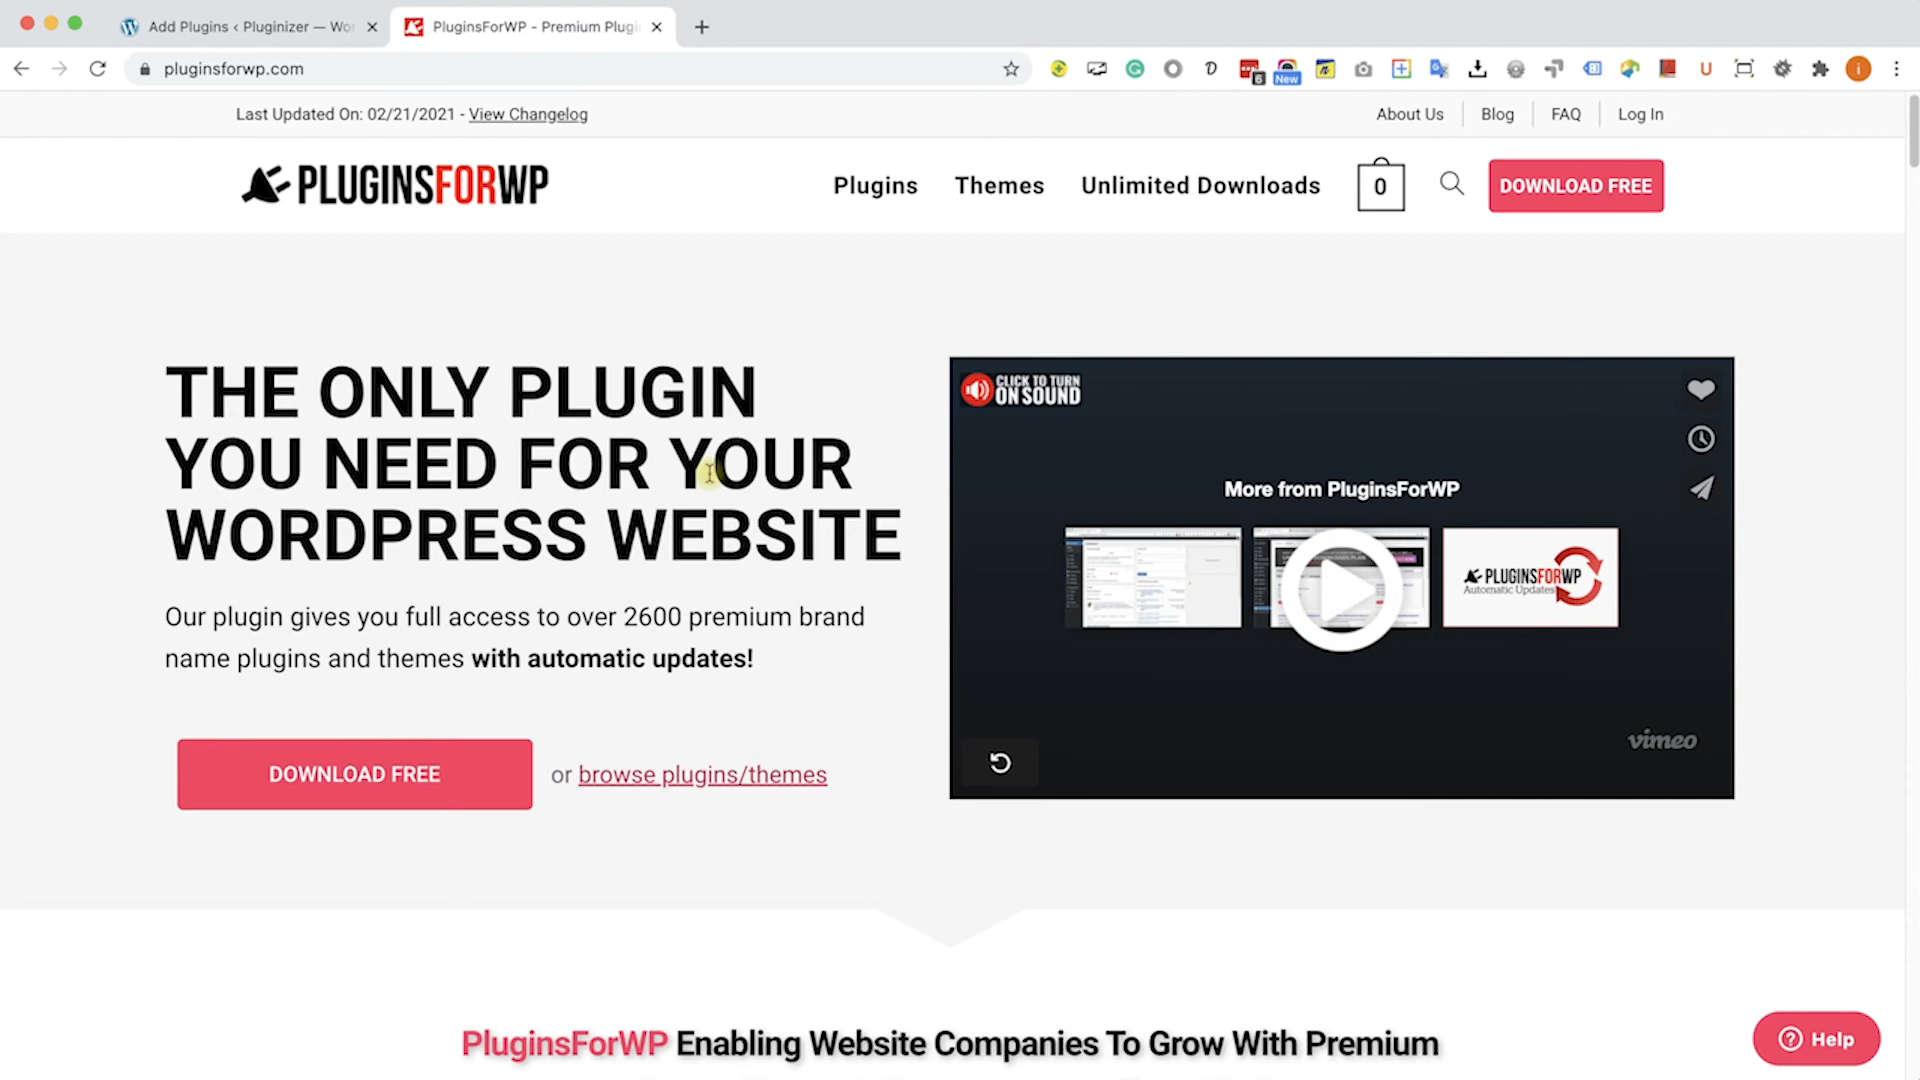 Add Plugins ‹ Pluginizer — Wor
PluginsForWP - Premium Plugi
pluginsforwp.com
6
New
Last Updated On: 02/21/2021 - View Changelog
About Us
Blog
FAQ
Log In
PLUGINSFORWP
Plugins
Themes
Unlimited Downloads
0
DOWNLOAD FREE
THE ONLY PLUGIN
YOU NEED FOR YOUR
WORDPRESS WEBSITE
Our plugin gives you full access to over 2600 premium brand
name plugins and themes with automatic updates!
DOWNLOAD FREE
or browse plugins/themes
CLICK TO TURN
ON SOUND
More from PluginsForWP
PLUGINSFORWP
Automatic Updates
vimeo
PluginsForWP Enabling Website Companies To Grow With Premium
Help